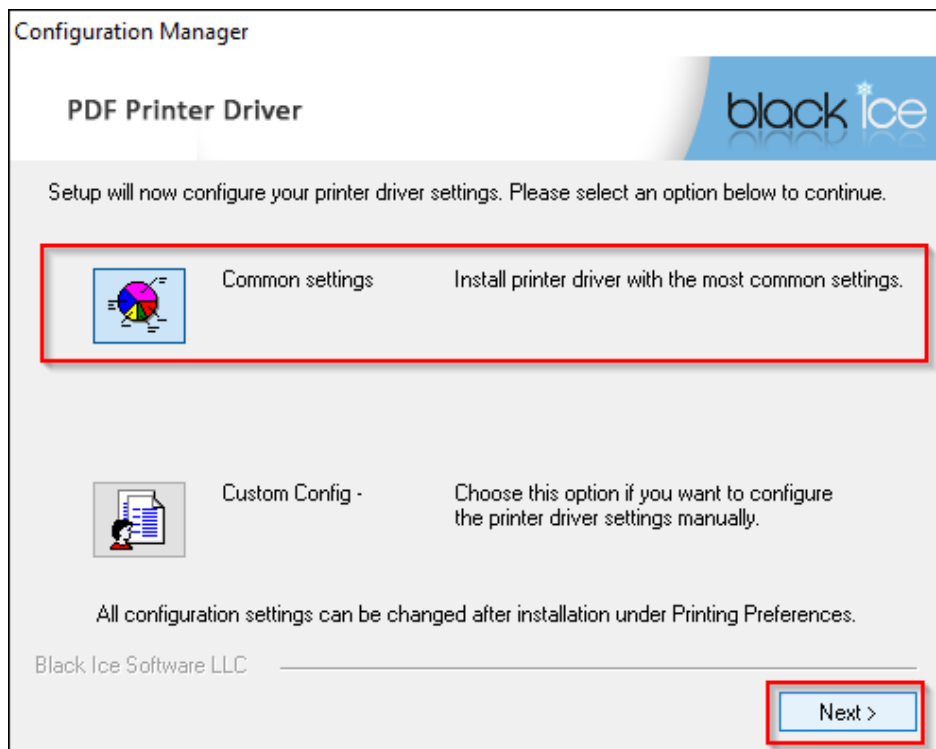 Configuration Manager
PDF Printer Driver
black ice
Setup will now configure your printer driver settings. Please select an option below to continue.
Common settings
Install printer driver with the most common settings.
Custom Config -
Choose this option if you want to configure
the printer driver settings manually.
All configuration settings can be changed after installation under Printing Preferences.
Black Ice Software LLC
Next >